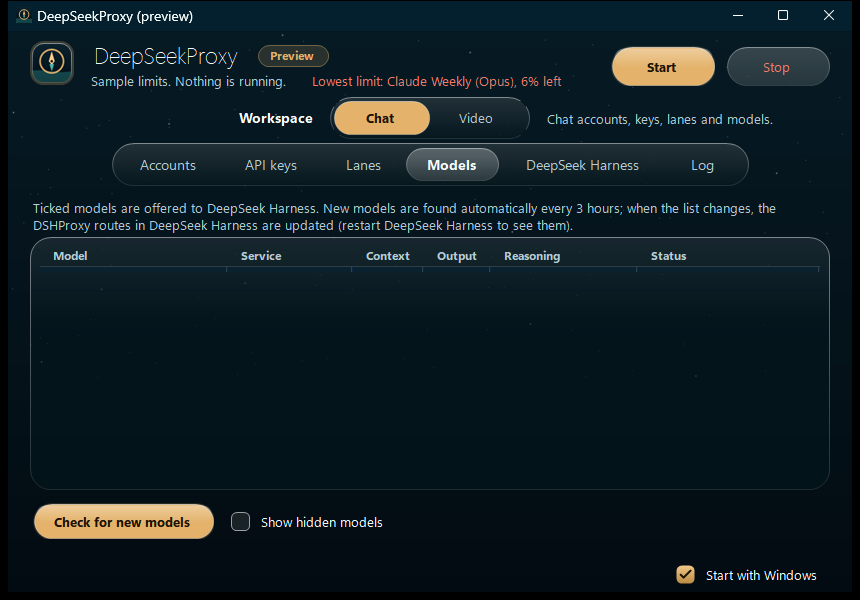 DeepSeekProxy (preview)
DeepSeekProxy Preview
Sample limits. Nothing is running. Lowest limit: Claude Weekly (Opus), 6% left
Start Stop
Workspace Chat Video Chat accounts, keys, lanes and models.
Accounts API keys Lanes Models DeepSeek Harness Log
Ticked models are offered to DeepSeek Harness. New models are found automatically every 3 hours; when the list changes, the
DSHProxy routes in DeepSeek Harness are updated (restart DeepSeek Harness to see them).
Model Service Context Output Reasoning Status
Check for new models Show hidden models
Start with Windows